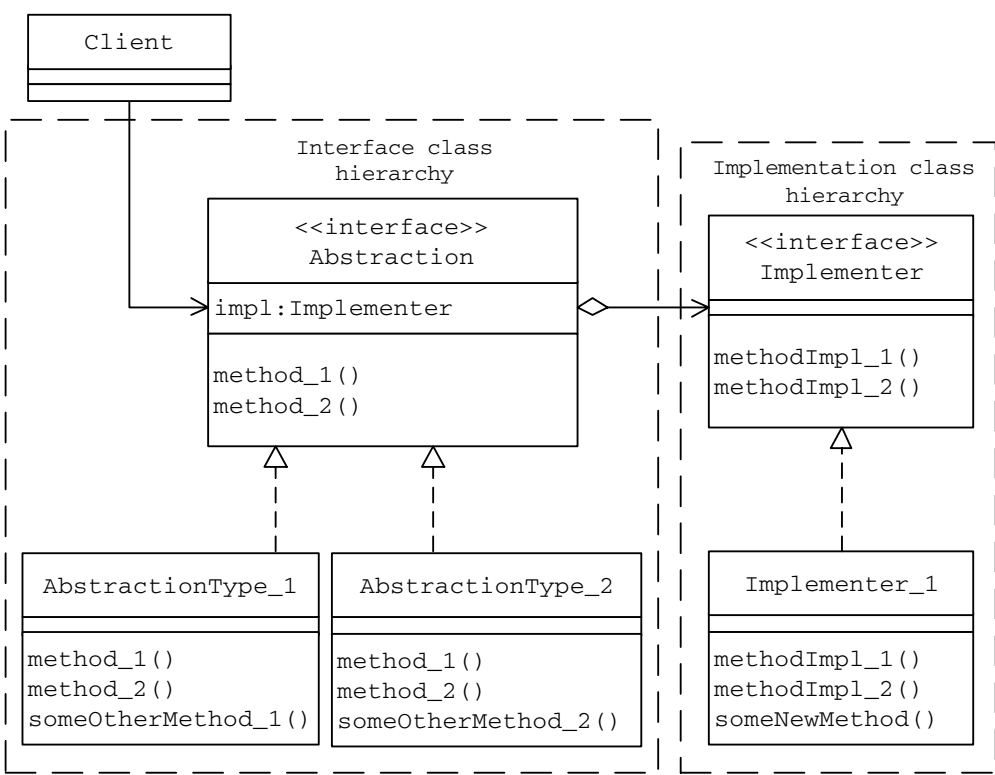 Client
Interface class
hierarchy
<<interface>>
Abstraction
impl:Implementer
method_1()
method_2()
Implementation class
hierarchy
<<interface>>
Implementer
methodImpl_1()
methodImpl_2()
AbstractionType_1
method_1()
method_2()
someOtherMethod_1()
AbstractionType_2
method_1()
method_2()
someOtherMethod_2()
Implementer_1
methodImpl_1()
methodImpl_2()
someNewMethod()